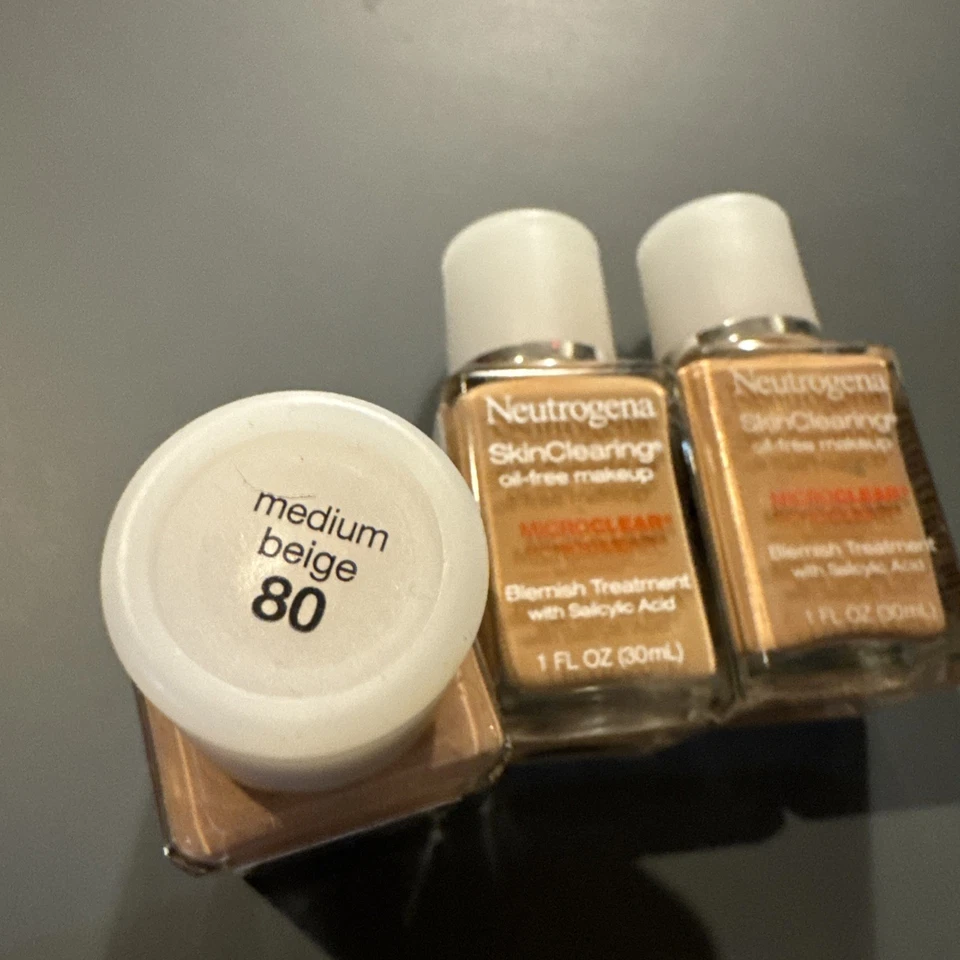 medium
beige
80
Neutrogena
SkinClearing®
oil-free makeup
MICROCLEAR®
Blemish Treatment
with Salicylic Acid
1 FL OZ (30mL)
Neutrogena
SkinClearing®
oil-free makeup
MICROCLEAR®
Blemish Treatment
with Salicylic Acid
1 FL OZ (30mL)